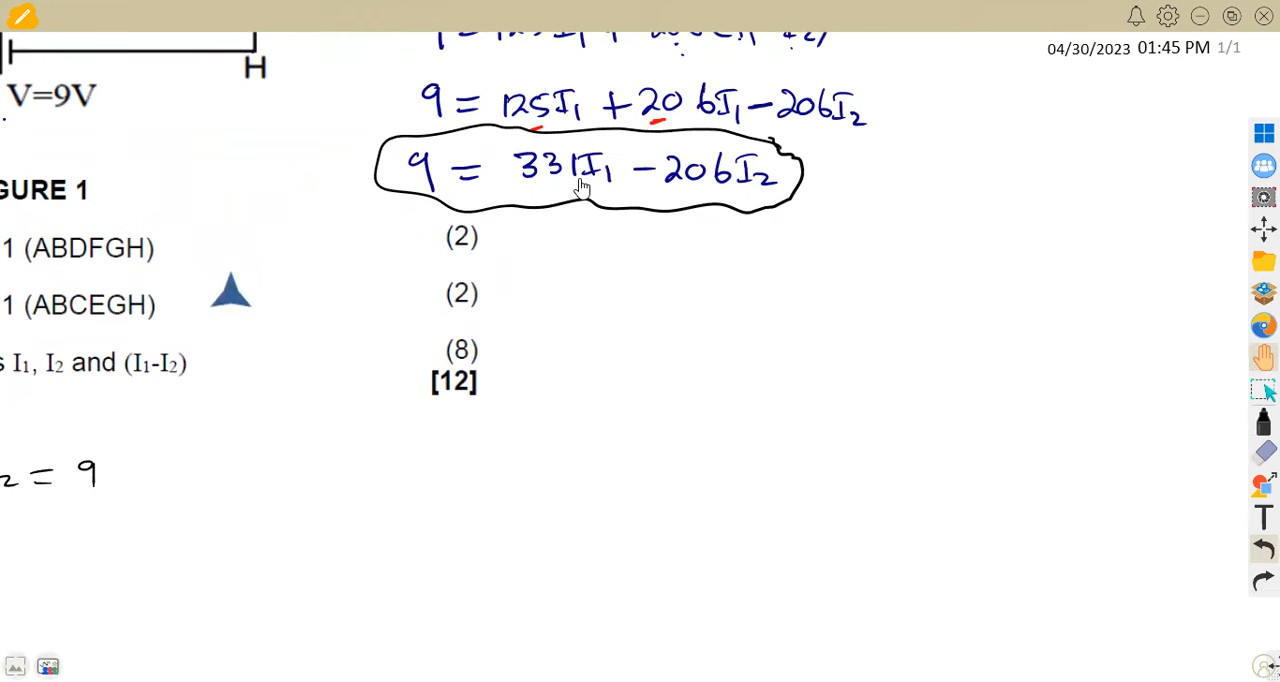 04/30/2023 01:45 PM 1/1
H
V=9V
9 = 125I₁ + 206I₁ - 206I₂
9 = 331I₁ - 206I₂
GURE 1
(2)
1 (ABDFGH)
(2)
1 (ABCEGH)
(8)
s I₁, I₂ and (I₁-I₂)
[12]
₂ = 9
T